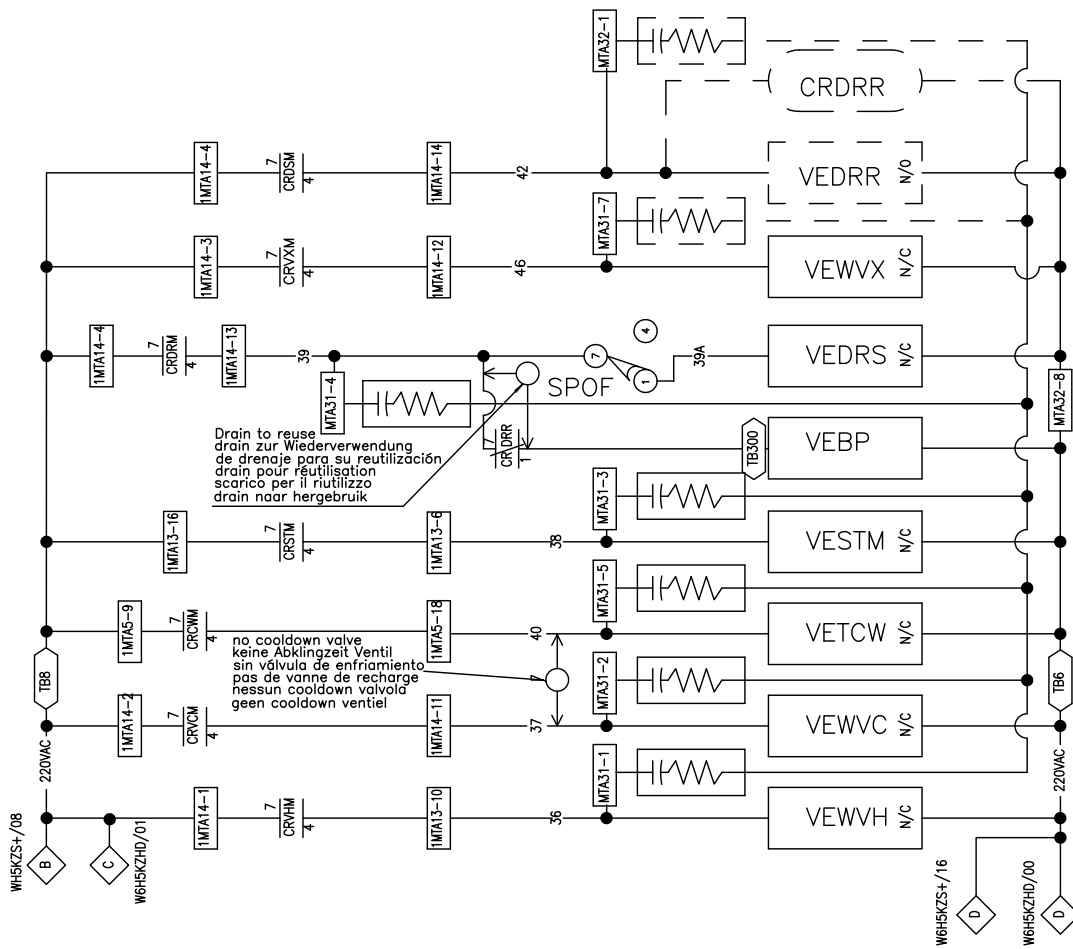 MTA32-1
CRDRR
1MTA14-4
7
CRDSM
4
1MTA14-14
42
VEDRR
N/O
MTA31-7
1MTA14-3
7
CRVXM
4
1MTA14-12
46
VEWVX
N/C
1MTA14-4
7
CRDRM
4
1MTA14-13
39
7
4
1
39A
VEDRS
N/C
SPOF
MTA31-4
MTA32-8
Drain to reuse
drain zur Wiederverwendung
de drenaje para su reutilización
drain pour réutilisation
scarico per il riutilizzo
drain naar hergebruik
7
CRDRR
1
TB300
VEBP
MTA31-3
1MTA13-16
7
CRSTM
4
1MTA13-6
38
VESTM
N/C
MTA31-5
1MTA5-9
7
CRCWM
4
1MTA5-18
40
VETCW
N/C
no cooldown valve
keine Abklingzeit Ventil
sin válvula de enfriamiento
pas de vanne de recharge
nessun cooldown valvola
geen cooldown ventiel
7
TB8
TB6
MTA31-2
1MTA14-2
7
CRVCM
4
1MTA14-11
37
VEWVC
N/C
220VAC
220VAC
MTA31-1
1MTA14-1
7
CRVHM
4
1MTA13-10
36
VEWVH
N/C
WH5KZS+/08
B
C
W6H5KZHD/01
W6H5KZS+/16
D
W6H5KZHD/00
D